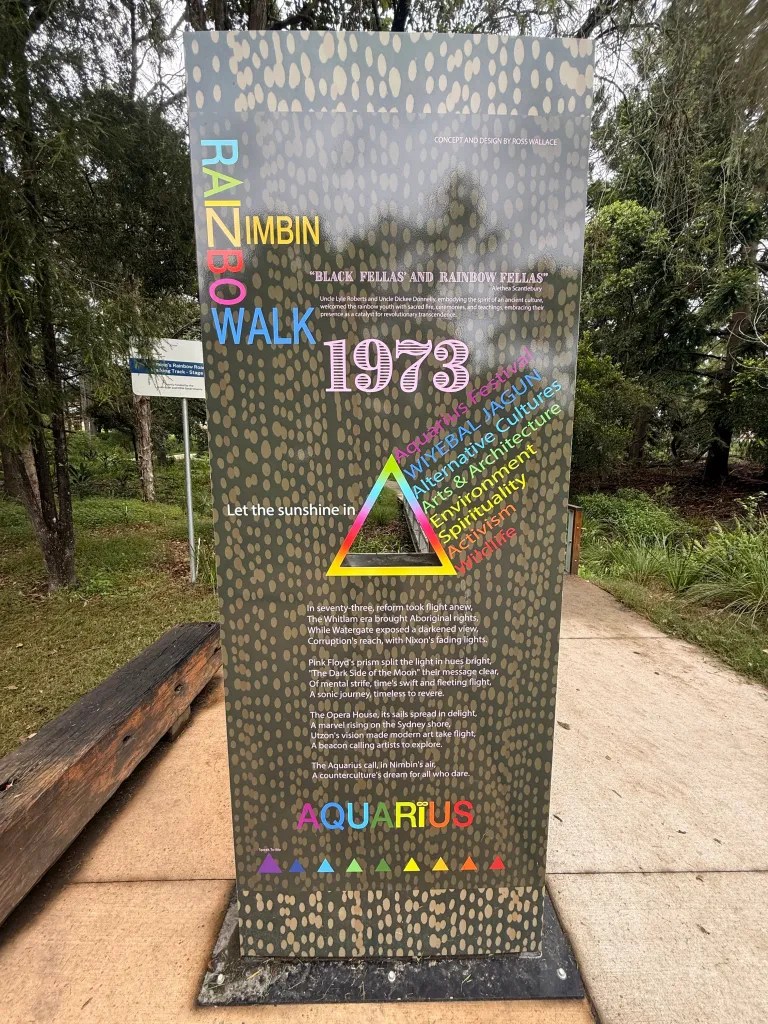 CONCEPT AND DESIGN BY ROSS WALLACE
RAINBOW
NIMBIN
WALK
"BLACK FELLAS' AND RAINBOW FELLAS"
Alethea Scantlebury
Uncle Lyle Roberts and Uncle Dickee Donnelly, embodying the spirit of an ancient culture,
welcomed the rainbow youth with sacred fire, ceremonies, and teachings, embracing their
presence as a catalyst for revolutionary transcendence.
1973
Aquarius Festival
WIYEBAL JAGUN
Alternative Cultures
Arts & Architecture
Environment
Spirituality
Activism
Wildlife
Let the sunshine in
In seventy-three, reform took flight anew,
The Whitlam era brought Aboriginal rights.
While Watergate exposed a darkened view,
Corruption's reach, with Nixon's fading lights.
Pink Floyd's prism split the light in hues bright,
"The Dark Side of the Moon" their message clear,
Of mental strife, time's swift and fleeting flight,
A sonic journey, timeless to revere.
The Opera House, its sails spread in delight,
A marvel rising on the Sydney shore,
Utzon's vision made modern art take flight,
A beacon calling artists to explore.
The Aquarius call, in Nimbin's air,
A counterculture's dream for all who dare.
AQUARIUS
Rainbow Road
Track - Stage